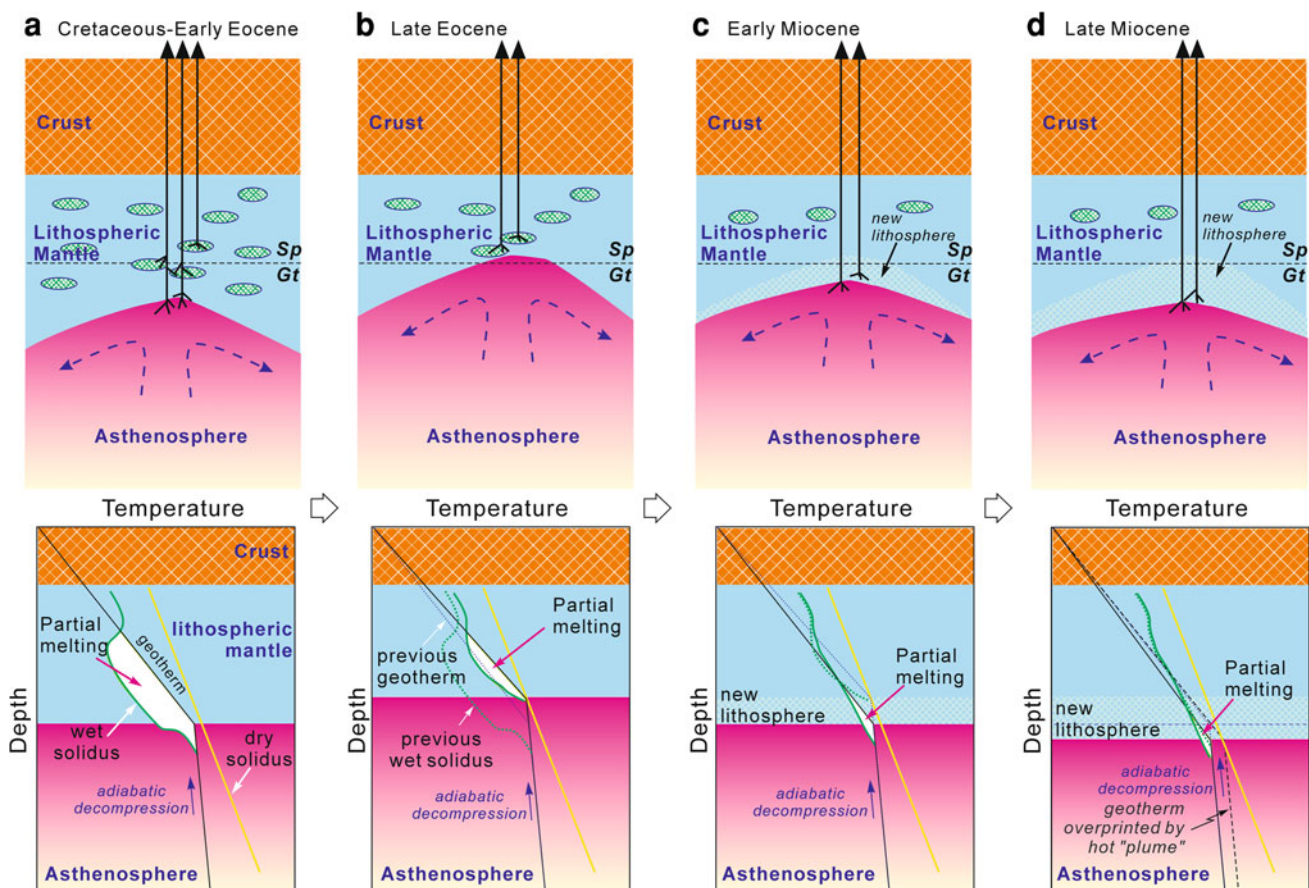 a Cretaceous-Early Eocene
Crust
Lithospheric
Mantle
Sp
Gt
Asthenosphere
b Late Eocene
Crust
Lithospheric
Mantle
Sp
Gt
Asthenosphere
c Early Miocene
Crust
Lithospheric
Mantle
new
lithosphere
Sp
Gt
Asthenosphere
d Late Miocene
Crust
Lithospheric
Mantle
new
lithosphere
Sp
Gt
Asthenosphere
Temperature
Depth
Crust
Partial
melting
geotherm
lithospheric
mantle
wet
solidus
dry
solidus
adiabatic
decompression
Asthenosphere
Temperature
Depth
Partial
melting
previous
geotherm
previous
wet solidus
adiabatic
decompression
Asthenosphere
Temperature
Depth
Partial
melting
new
lithosphere
adiabatic
decompression
Asthenosphere
Temperature
Depth
Partial
melting
new
lithosphere
adiabatic
decompression
geotherm
overprinted by
hot "plume"
Asthenosphere